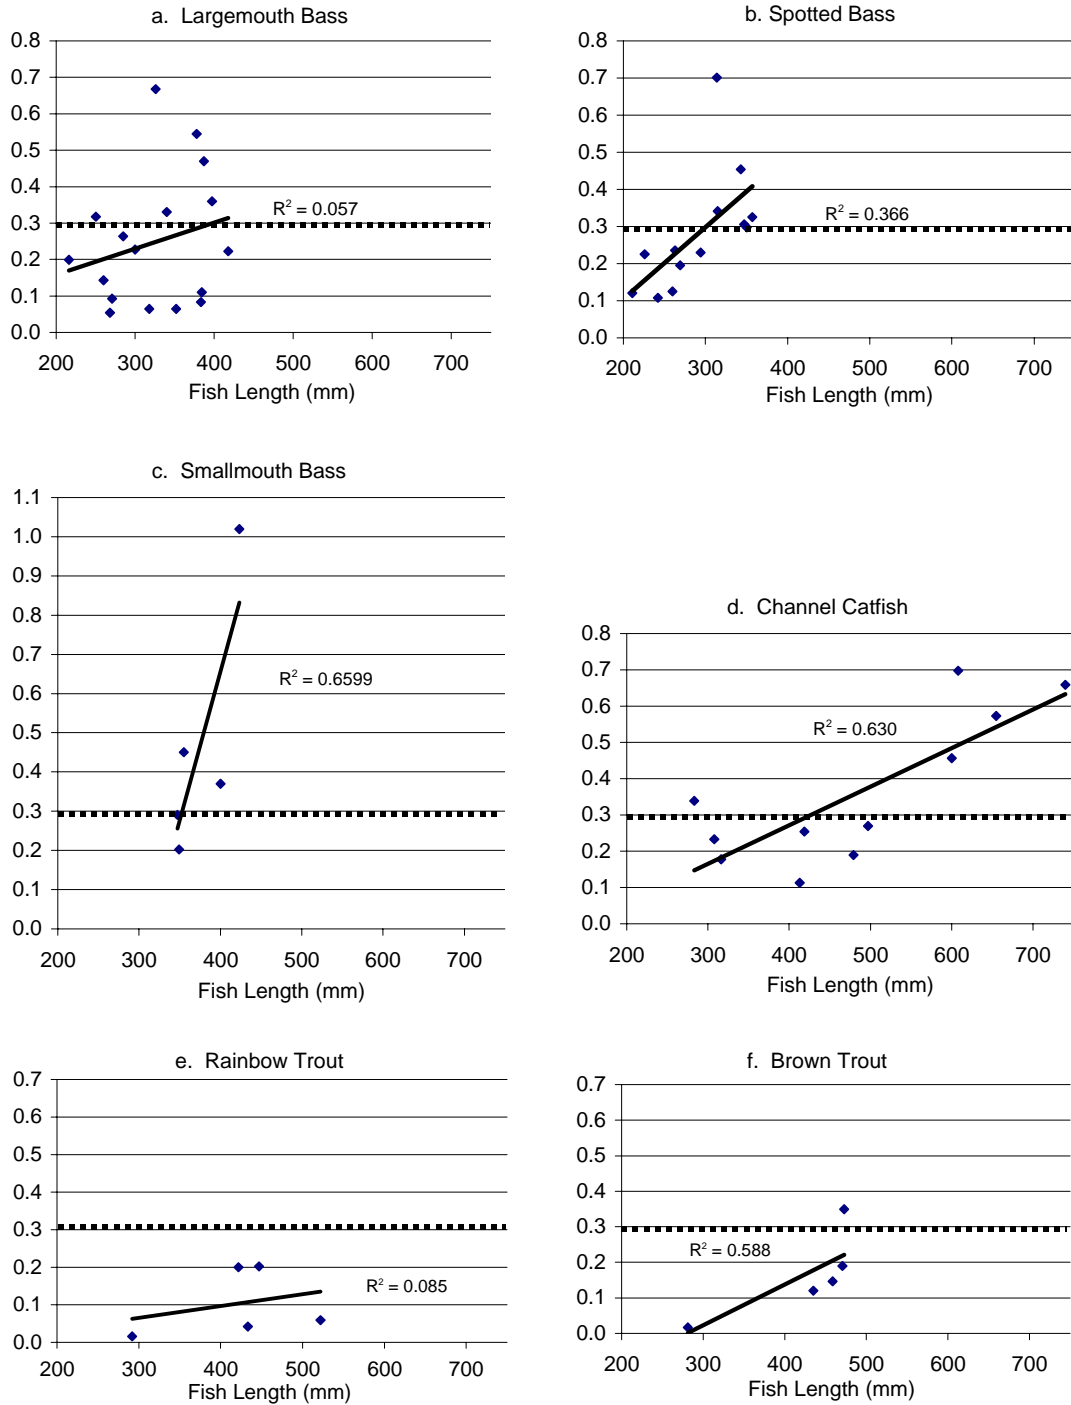 a. Largemouth Bass
0.8
0.7
0.6
0.5
0.4
0.3
0.2
0.1
0.0
R² = 0.057
200 300 400 500 600 700
Fish Length (mm)
b. Spotted Bass
0.8
0.7
0.6
0.5
0.4
0.3
0.2
0.1
0.0
R² = 0.366
200 300 400 500 600 700
Fish Length (mm)
c. Smallmouth Bass
1.1
1.0
0.9
0.8
0.7
0.6
0.5
0.4
0.3
0.2
0.1
0.0
R² = 0.6599
200 300 400 500 600 700
Fish Length (mm)
d. Channel Catfish
0.8
0.7
0.6
0.5
0.4
0.3
0.2
0.1
0.0
R² = 0.630
200 300 400 500 600 700
Fish Length (mm)
e. Rainbow Trout
0.7
0.6
0.5
0.4
0.3
0.2
0.1
0.0
R² = 0.085
200 300 400 500 600 700
Fish Length (mm)
f. Brown Trout
0.7
0.6
0.5
0.4
0.3
0.2
0.1
0.0
R² = 0.588
200 300 400 500 600 700
Fish Length (mm)